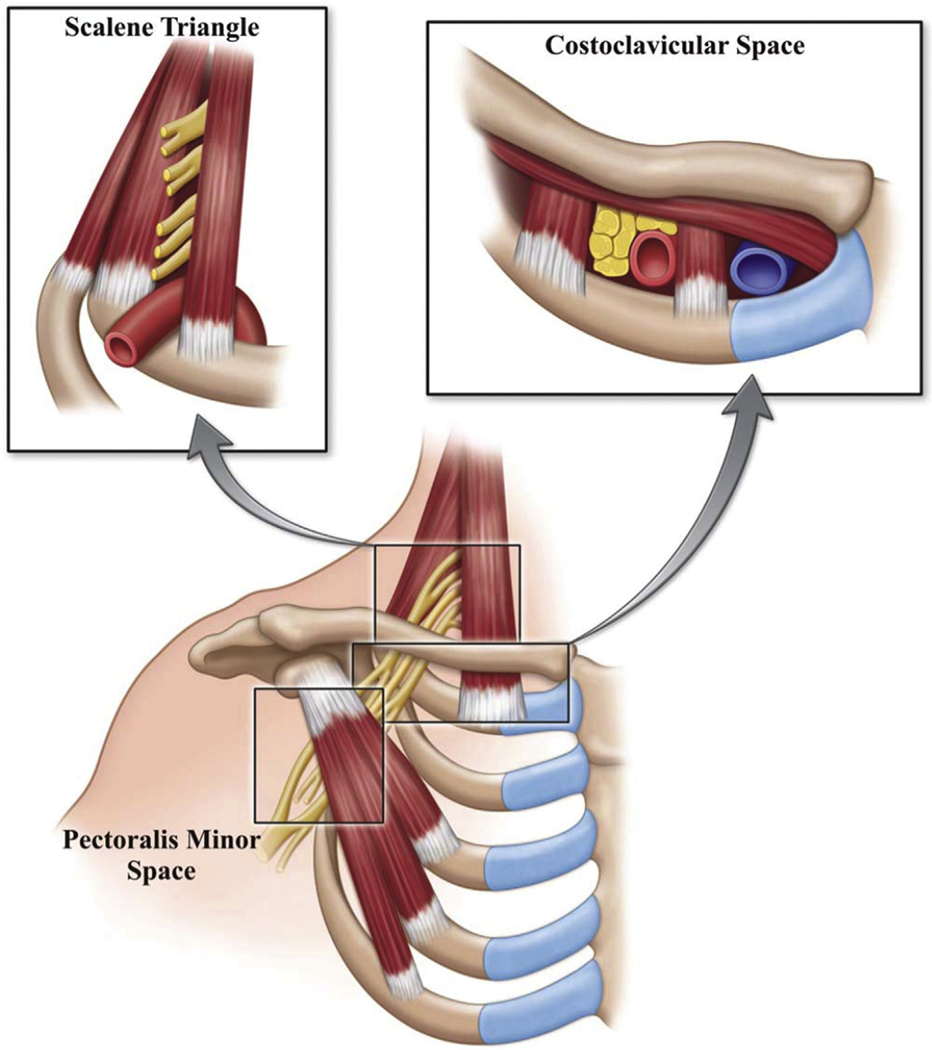 Scalene Triangle
Costoclavicular Space
Pectoralis Minor
Space